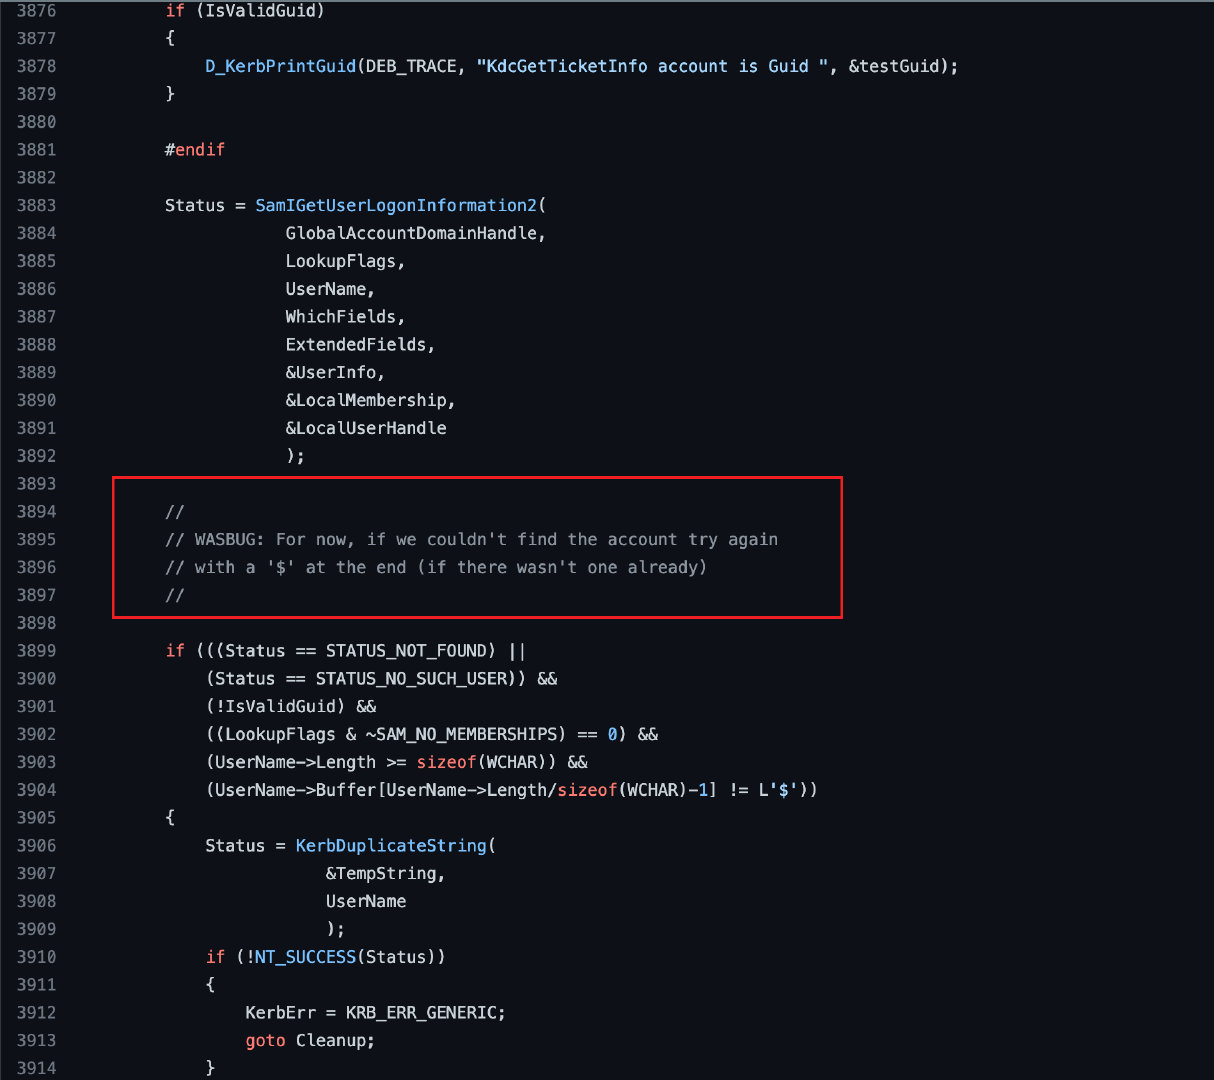 3876 if (IsValidGuid)
3877 {
3878 D_KerbPrintGuid(DEB_TRACE, "KdcGetTicketInfo account is Guid ", &testGuid);
3879 }
3880
3881 #endif
3882
3883 Status = SamIGetUserLogonInformation2(
3884 GlobalAccountDomainHandle,
3885 LookupFlags,
3886 UserName,
3887 WhichFields,
3888 ExtendedFields,
3889 &UserInfo,
3890 &LocalMembership,
3891 &LocalUserHandle
3892 );
3893
3894 //
3895 // WASBUG: For now, if we couldn't find the account try again
3896 // with a '$' at the end (if there wasn't one already)
3897 //
3898
3899 if (((Status == STATUS_NOT_FOUND) ||
3900 (Status == STATUS_NO_SUCH_USER)) &&
3901 (!IsValidGuid) &&
3902 ((LookupFlags & ~SAM_NO_MEMBERSHIPS) == 0) &&
3903 (UserName->Length >= sizeof(WCHAR)) &&
3904 (UserName->Buffer[UserName->Length/sizeof(WCHAR)-1] != L'$'))
3905 {
3906 Status = KerbDuplicateString(
3907 &TempString,
3908 UserName
3909 );
3910 if (!NT_SUCCESS(Status))
3911 {
3912 KerbErr = KRB_ERR_GENERIC;
3913 goto Cleanup;
3914 }